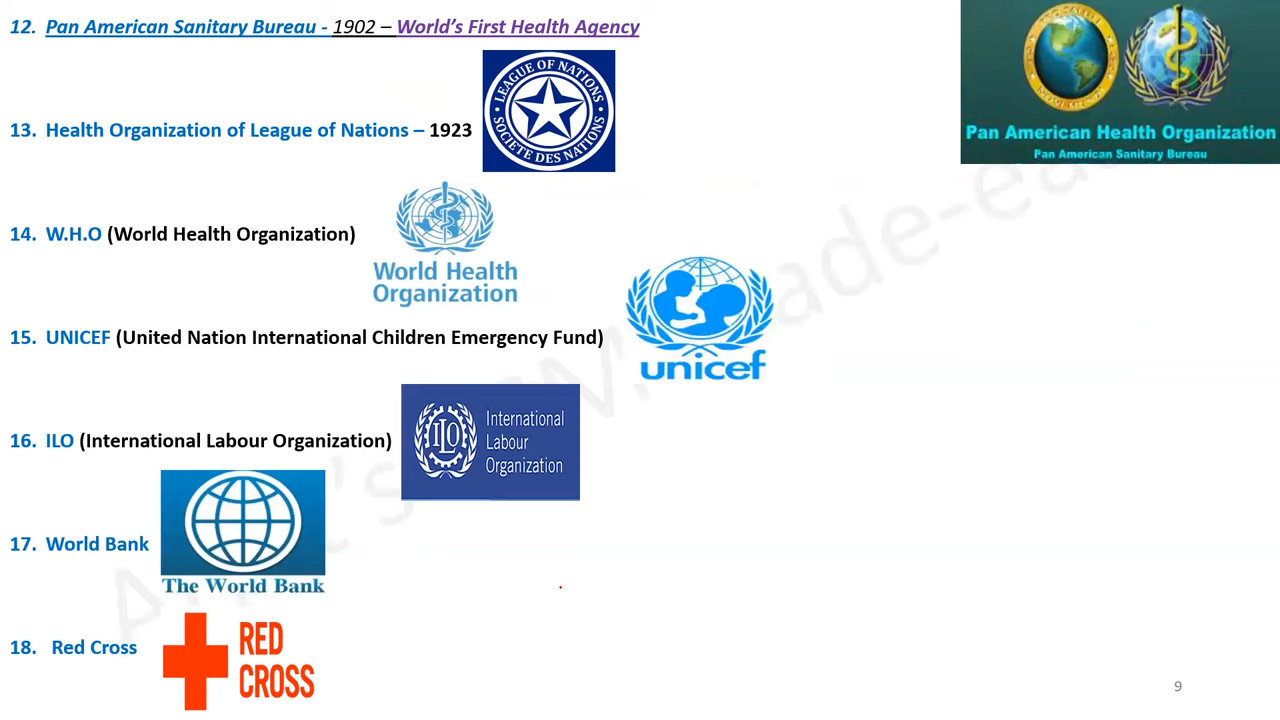 12. Pan American Sanitary Bureau - 1902 – World's First Health Agency
Pan American Health Organization
Pan American Sanitary Bureau
13. Health Organization of League of Nations – 1923
LEAGUE OF NATIONS
SOCIETE DES NATIONS
14. W.H.O (World Health Organization)
World Health
Organization
15. UNICEF (United Nation International Children Emergency Fund)
unicef
16. ILO (International Labour Organization)
ILO
International
Labour
Organization
17. World Bank
The World Bank
18. Red Cross
RED
CROSS
9